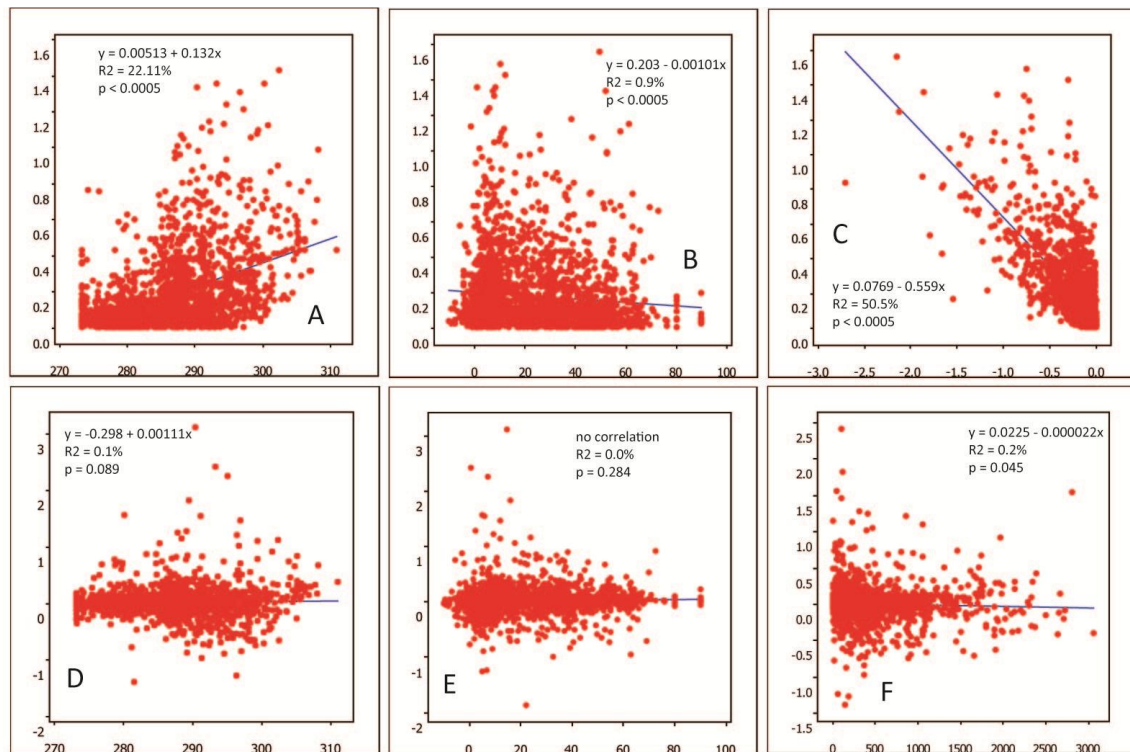 1.6
1.4
1.2
1.0
0.8
0.6
0.4
0.2
0.0
y = 0.00513 + 0.132x
R2 = 22.11%
p < 0.0005
A
270 280 290 300 310
1.6
1.4
1.2
1.0
0.8
0.6
0.4
0.2
0.0
y = 0.203 - 0.00101x
R2 = 0.9%
p < 0.0005
B
0 20 40 60 80 100
1.6
1.4
1.2
1.0
0.8
0.6
0.4
0.2
0.0
C
y = 0.0769 - 0.559x
R2 = 50.5%
p < 0.0005
-3.0 -2.5 -2.0 -1.5 -1.0 -0.5 0.0
3
2
1
0
-1
-2
y = -0.298 + 0.00111x
R2 = 0.1%
p = 0.089
D
270 280 290 300 310
3
2
1
0
-1
-2
no correlation
R2 = 0.0%
p = 0.284
E
0 20 40 60 80 100
2.5
2.0
1.5
1.0
0.5
0.0
-0.5
-1.0
-1.5
y = 0.0225 - 0.000022x
R2 = 0.2%
p = 0.045
F
0 500 1000 1500 2000 2500 3000